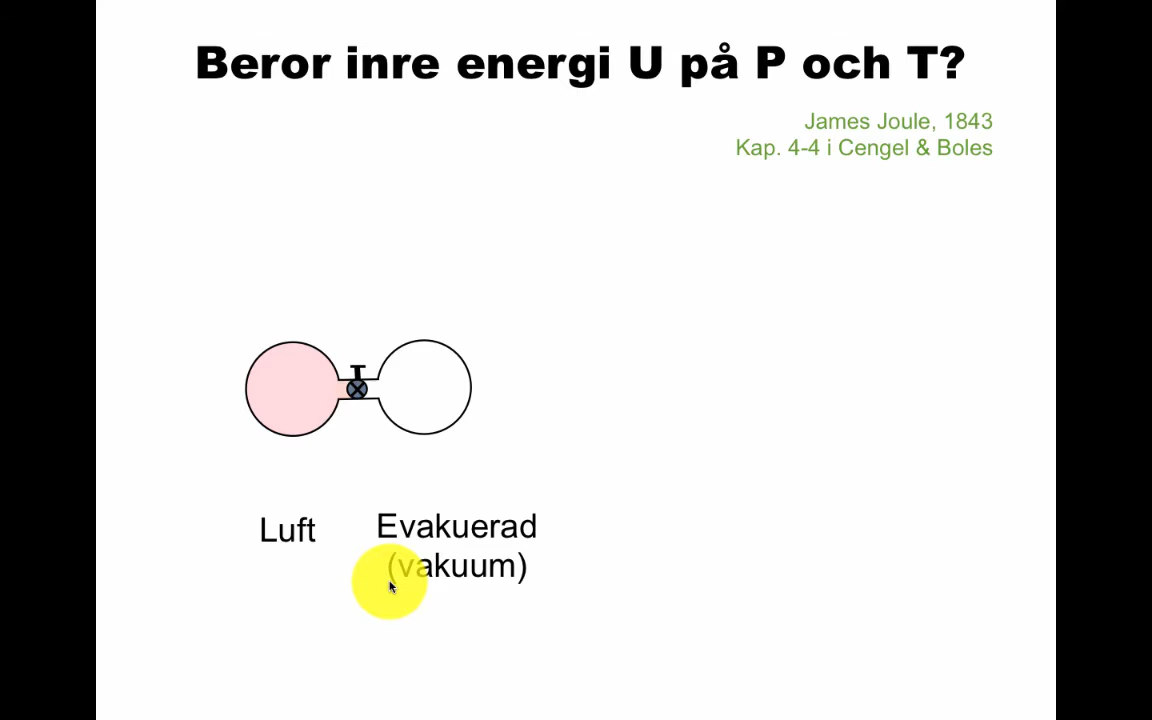 Beror inre energi U på P och T?
James Joule, 1843
Kap. 4-4 i Cengel & Boles
Luft
Evakuerad
(vakuum)